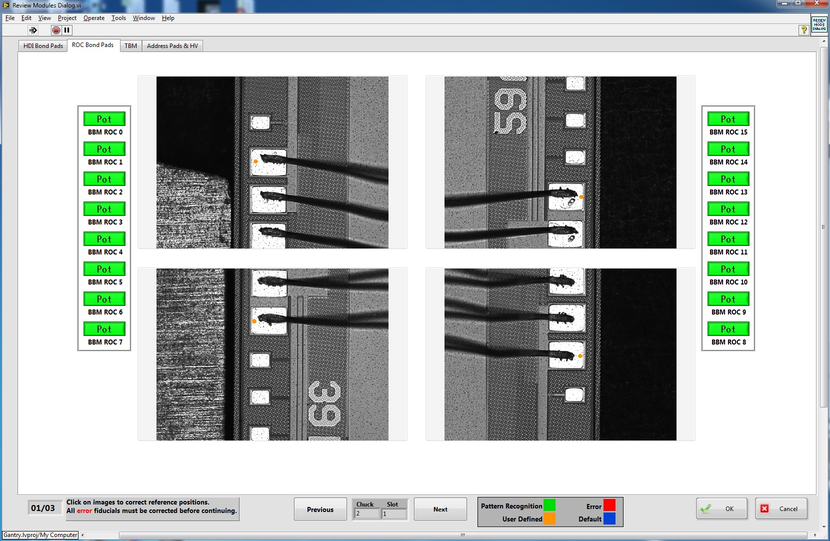 Review Modules Dialog.vi
File Edit View Project Operate Tools Window Help
REVIEW
MODS
DIALOG
HDI Bond Pads ROC Bond Pads TBM Address Pads & HV
Pot
BBM ROC 0
Pot
BBM ROC 1
Pot
BBM ROC 2
Pot
BBM ROC 3
Pot
BBM ROC 4
Pot
BBM ROC 5
Pot
BBM ROC 6
Pot
BBM ROC 7
59
39
Pot
BBM ROC 15
Pot
BBM ROC 14
Pot
BBM ROC 13
Pot
BBM ROC 12
Pot
BBM ROC 11
Pot
BBM ROC 10
Pot
BBM ROC 9
Pot
BBM ROC 8
01/03
Click on images to correct reference positions.
All error fiducials must be corrected before continuing.
Previous
Chuck Slot
2 1
Next
Pattern Recognition Error
User Defined Default
OK
Cancel
Gantry.lvproj/My Computer